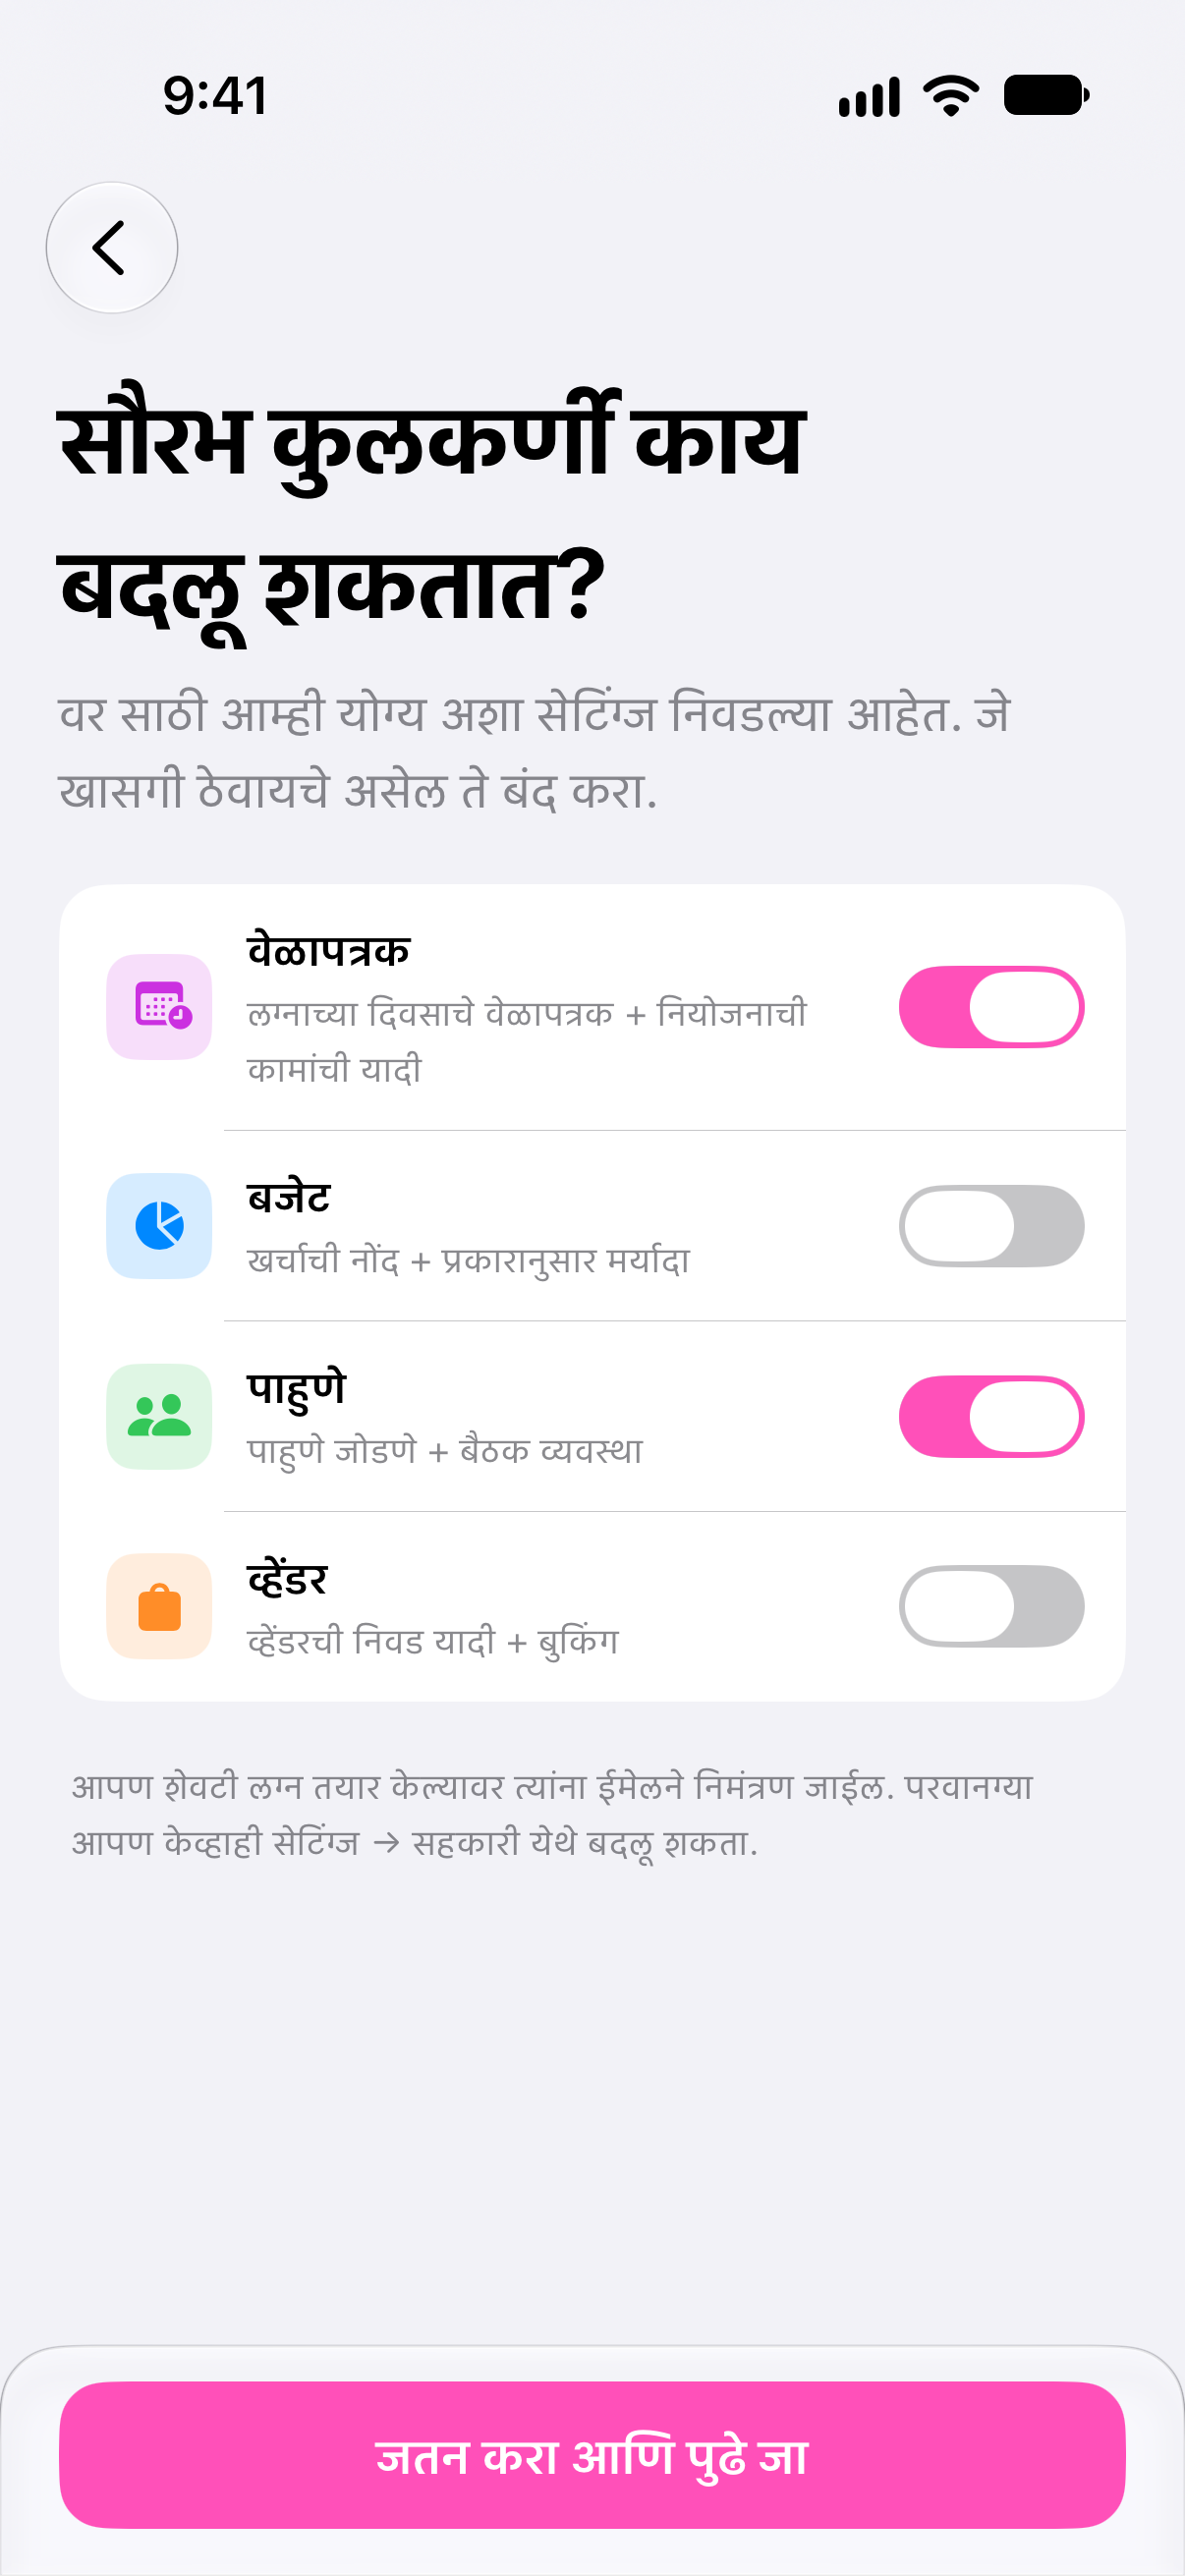 9:41
सौरभ कुलकर्णी काय
बदलू शकतात?
वर साठी आम्ही योग्य अशा सेटिंग्ज निवडल्या आहेत. जे
खासगी ठेवायचे असेल ते बंद करा.
वेळापत्रक
लग्नाच्या दिवसाचे वेळापत्रक + नियोजनाची
कामांची यादी
बजेट
खर्चाची नोंद + प्रकारानुसार मर्यादा
पाहुणे
पाहुणे जोडणे + बैठक व्यवस्था
व्हेंडर
व्हेंडरची निवड यादी + बुकिंग
आपण शेवटी लग्न तयार केल्यावर त्यांना ईमेलने निमंत्रण जाईल. परवानग्या
आपण केव्हाही सेटिंग्ज → सहकारी येथे बदलू शकता.
जतन करा आणि पुढे जा